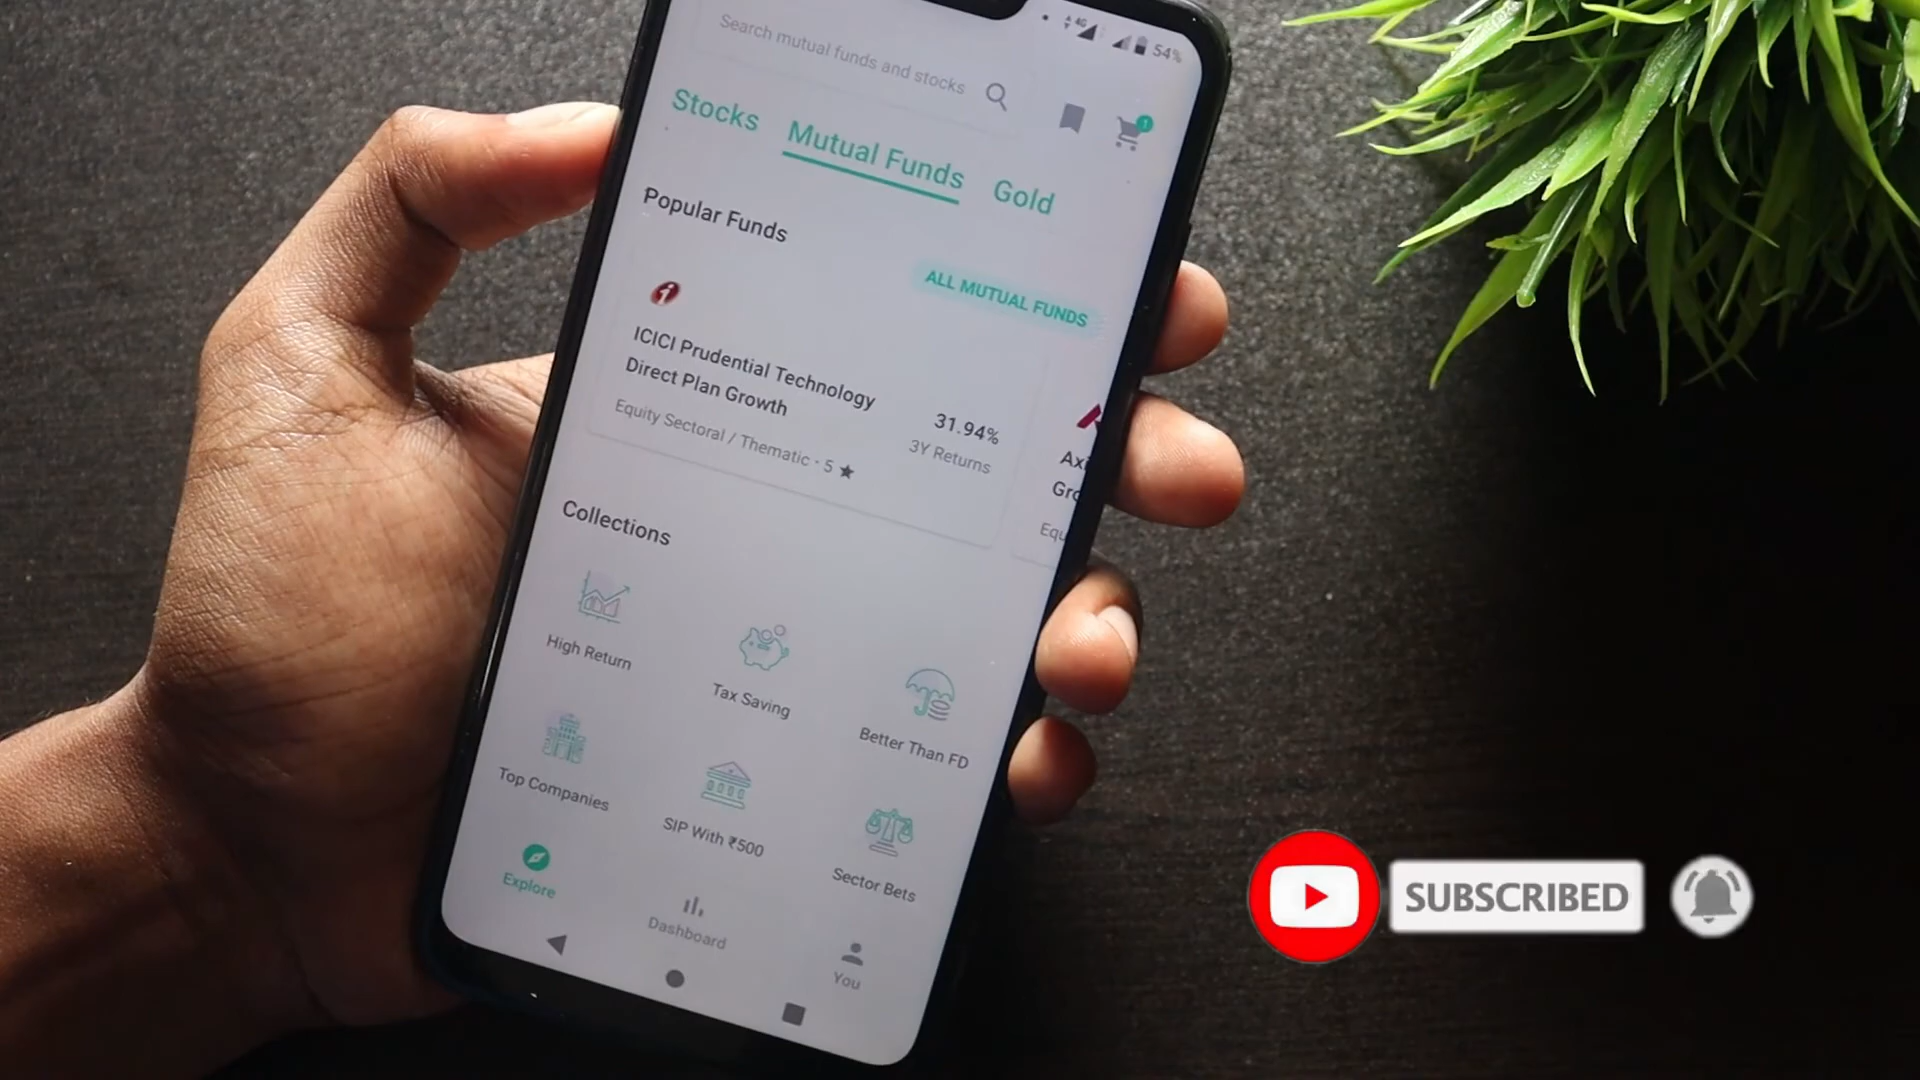 4G 54%
Search mutual funds and stocks
1
Stocks Mutual Funds Gold
Popular Funds
ALL MUTUAL FUNDS
ICICI Prudential Technology
Direct Plan Growth
31.94%
Equity Sectoral / Thematic · 5 ★
3Y Returns
Collections
High Return
Tax Saving
Better Than FD
Top Companies
SIP With ₹500
Sector Bets
Explore
Dashboard
You
SUBSCRIBED